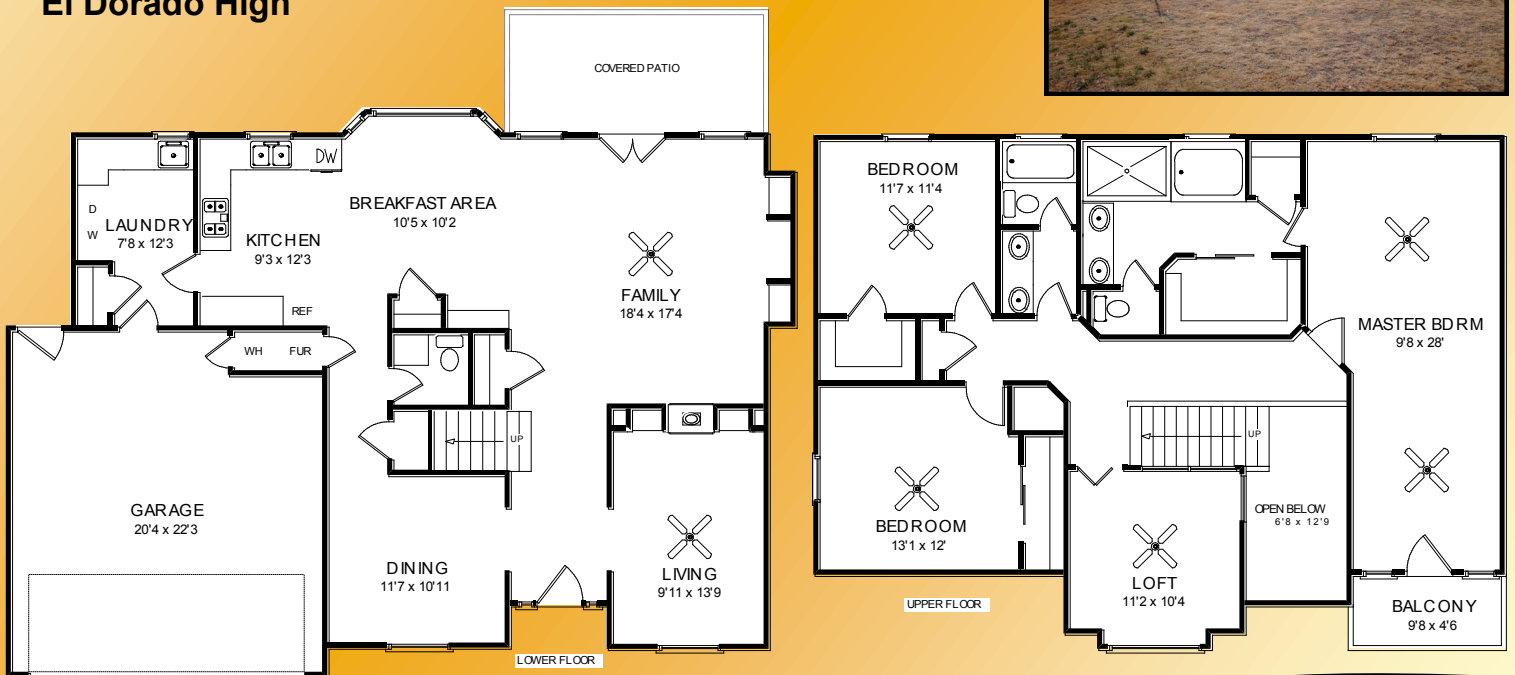 El Dorado High
COVERED PATIO
DW
BREAKFAST AREA
10'5 x 10'2
D
W
LAUNDRY
7'8 x 12'3
KITCHEN
9'3 x 12'3
REF
FAMILY
18'4 x 17'4
WH FUR
UP
GARAGE
20'4 x 22'3
DINING
11'7 x 10'11
LIVING
9'11 x 13'9
LOWER FLOOR
BEDROOM
11'7 x 11'4
MASTER BDRM
9'8 x 28'
UP
BEDROOM
13'1 x 12'
OPEN BELOW
6'8 x 12'9
LOFT
11'2 x 10'4
BALCONY
9'8 x 4'6
UPPER FLOOR